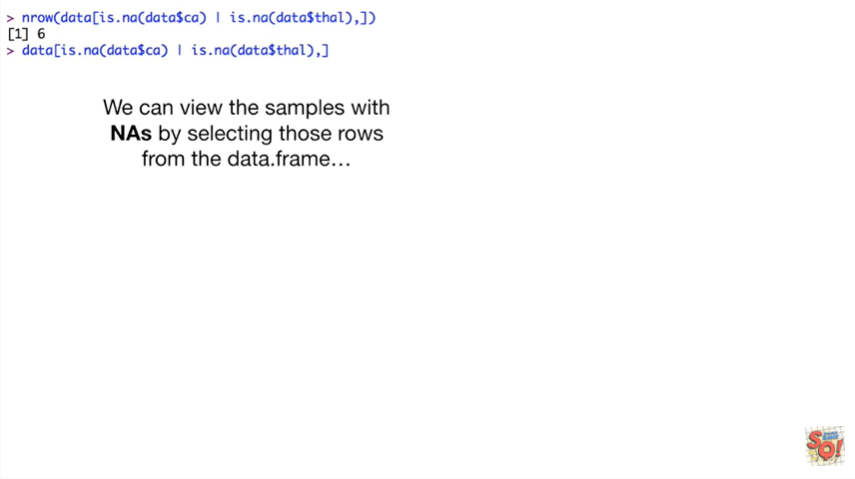 > nrow(data[is.na(data$ca) | is.na(data$thal),])
[1] 6
> data[is.na(data$ca) | is.na(data$thal),]
We can view the samples with
NAs by selecting those rows
from the data.frame…
SQ!